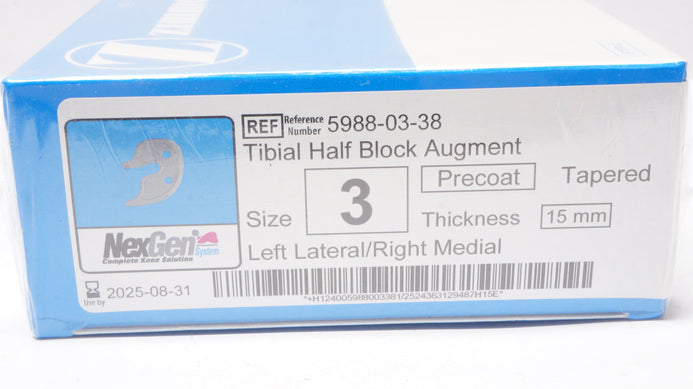 REF Reference Number 5988-03-38
Tibial Half Block Augment
Size 3 Precoat Tapered
Thickness 15 mm
Left Lateral/Right Medial
NexGen System
Complete Knee Solution
Use by 2025-08-31
*+H124005988003381/2524363129487H15E*